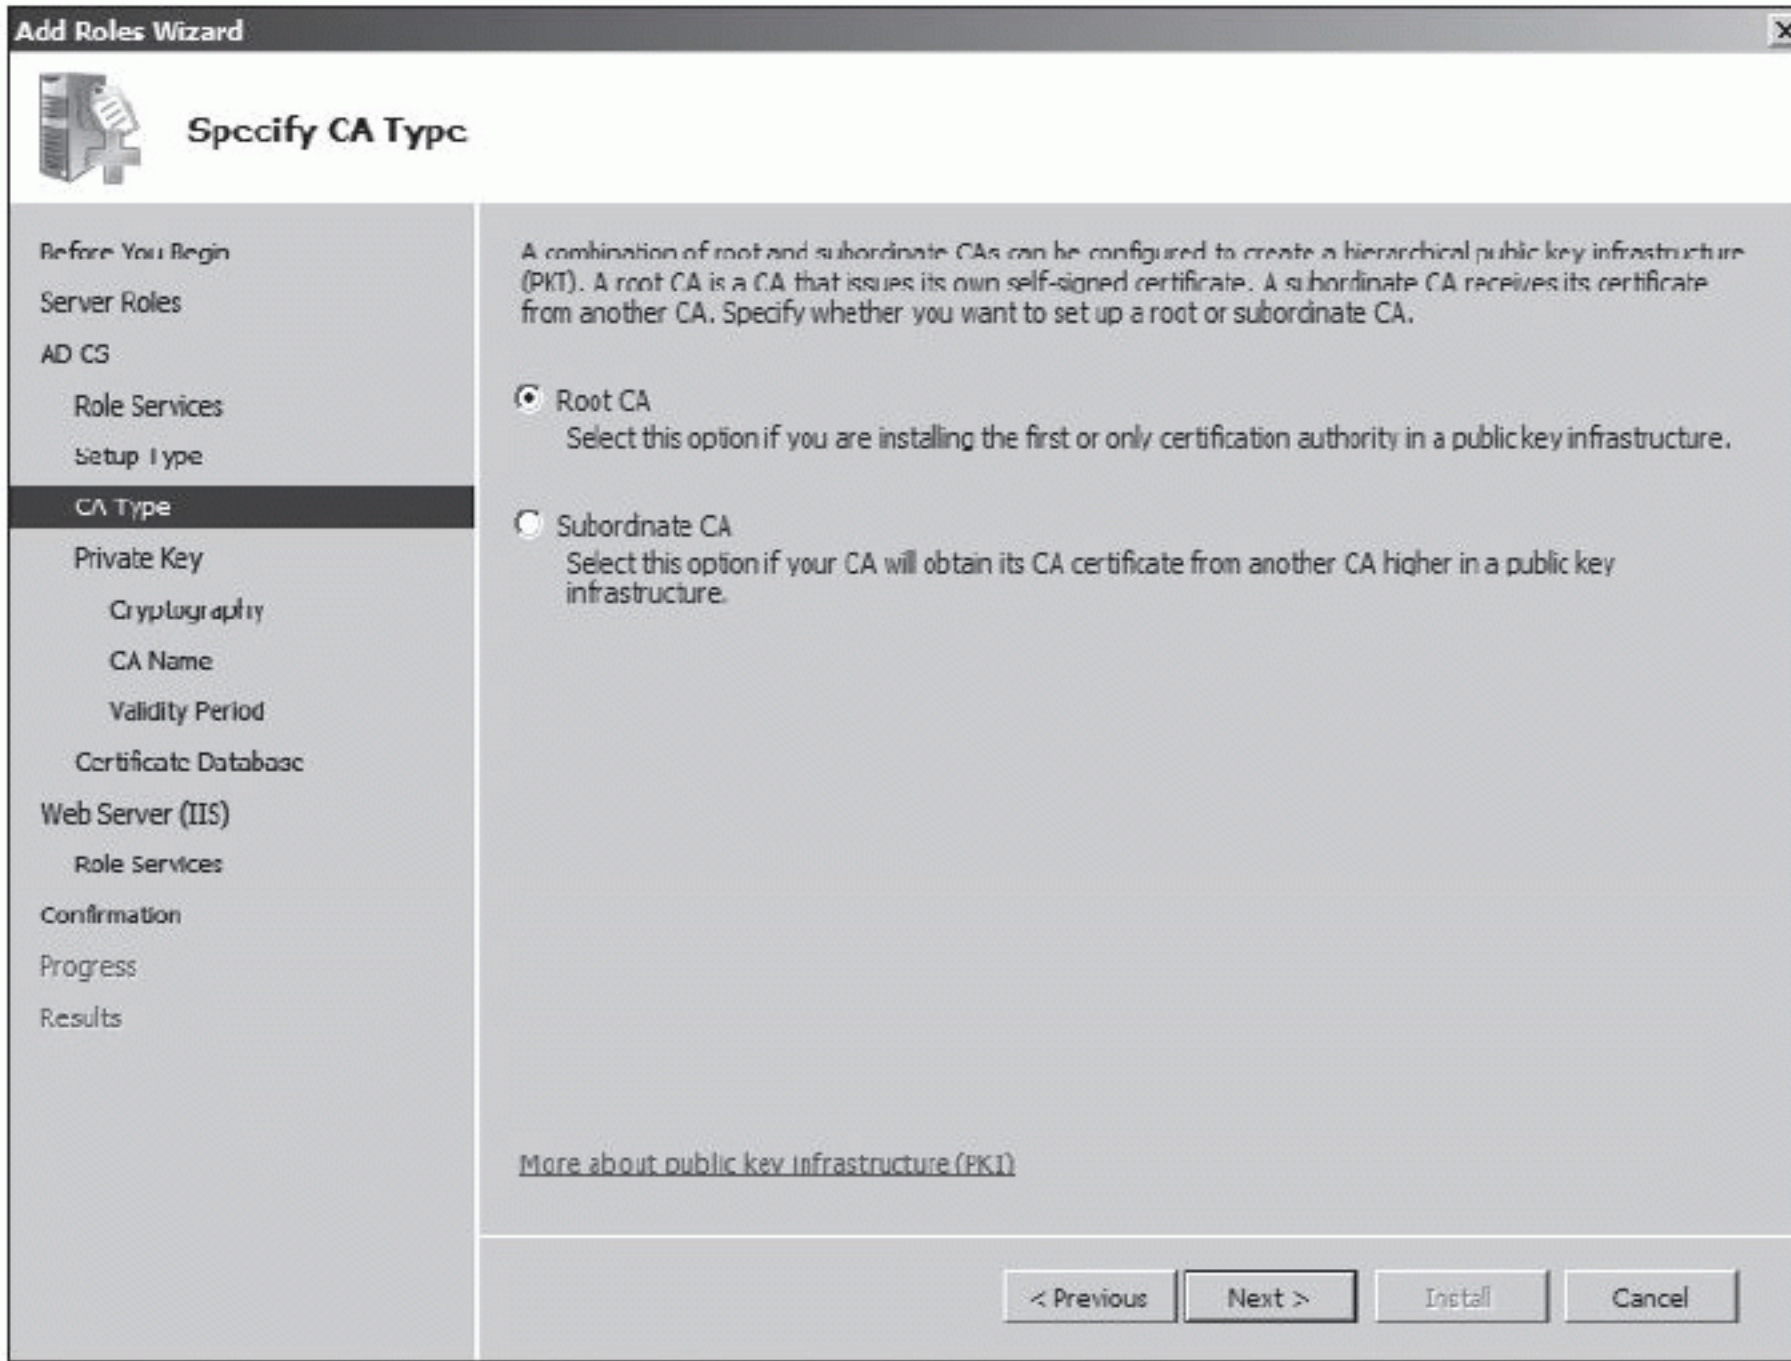 Add Roles Wizard
Specify CA Type
Before You Begin
Server Roles
AD CS
Role Services
Setup Type
CA Type
Private Key
Cryptography
CA Name
Validity Period
Certificate Database
Web Server (IIS)
Role Services
Confirmation
Progress
Results
A combination of root and subordinate CAs can be configured to create a hierarchical public key infrastructure
(PKI). A root CA is a CA that issues its own self-signed certificate. A subordinate CA receives its certificate
from another CA. Specify whether you want to set up a root or subordinate CA.
Root CA
Select this option if you are installing the first or only certification authority in a public key infrastructure.
Subordinate CA
Select this option if your CA will obtain its CA certificate from another CA higher in a public key
infrastructure.
More about public key infrastructure (PKI)
< Previous
Next >
Install
Cancel